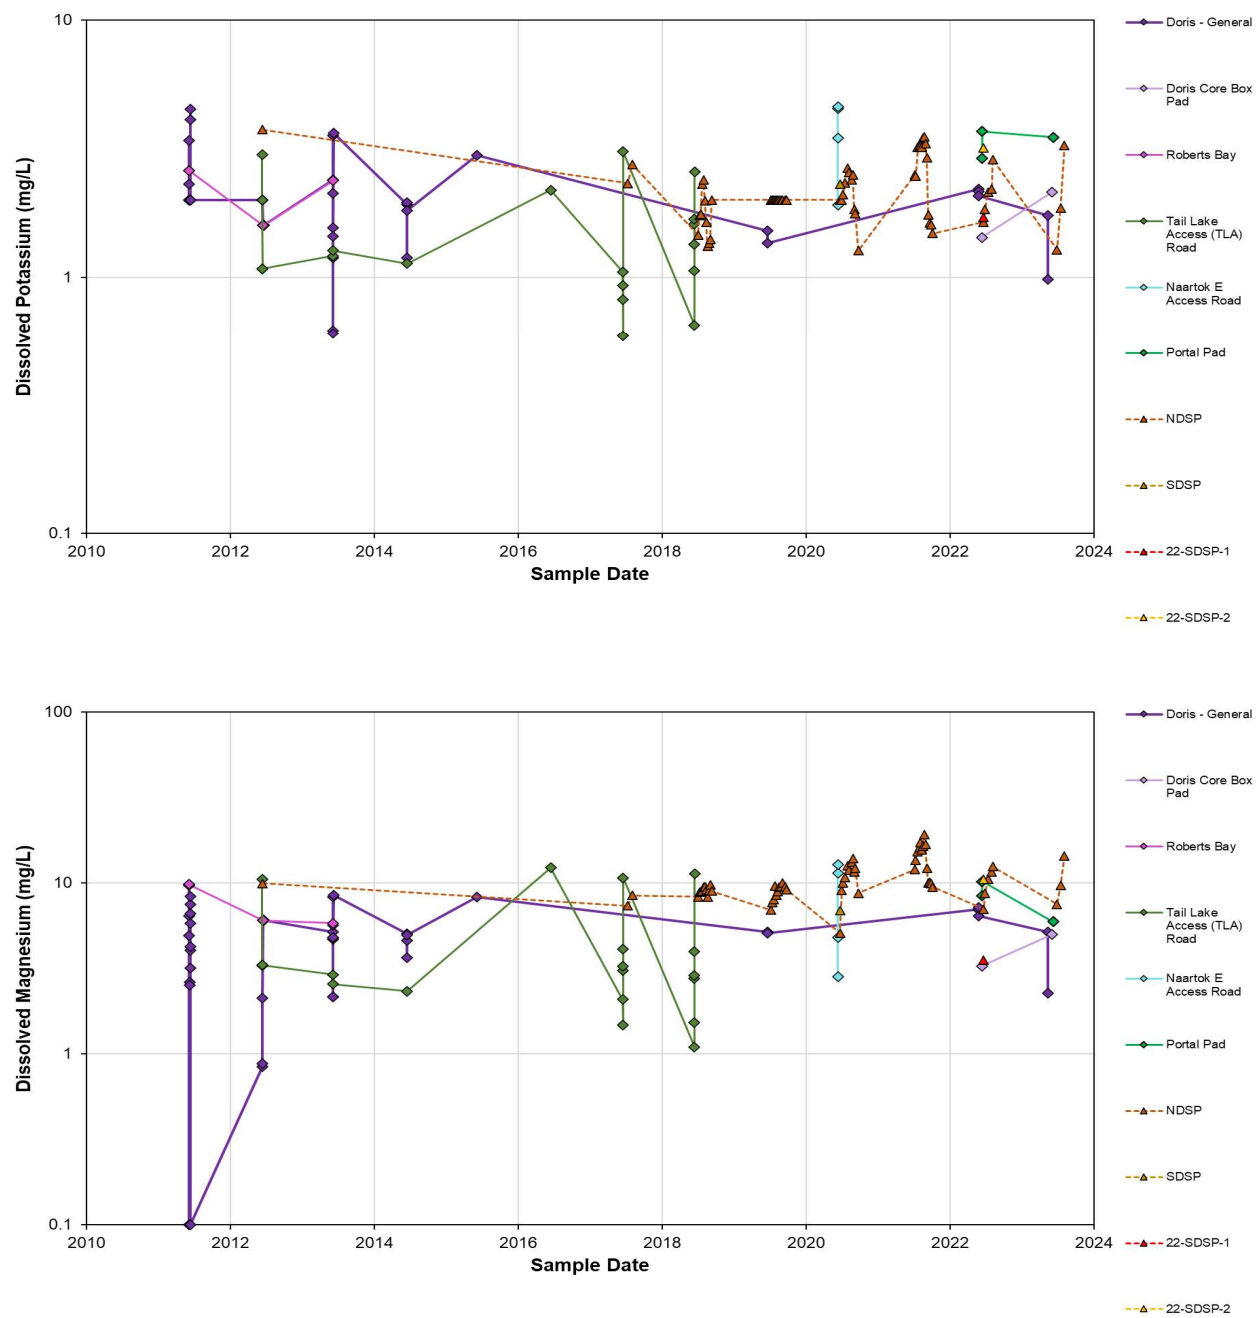 10
1
0.1
Dissolved Potassium (mg/L)
2010 2012 2014 2016 2018 2020 2022 2024
Sample Date
Doris - General
Doris Core Box
Pad
Roberts Bay
Tail Lake
Access (TLA)
Road
Naartok E
Access Road
Portal Pad
NDSP
SDSP
22-SDSP-1
22-SDSP-2
100
10
1
0.1
Dissolved Magnesium (mg/L)
2010 2012 2014 2016 2018 2020 2022 2024
Sample Date
Doris - General
Doris Core Box
Pad
Roberts Bay
Tail Lake
Access (TLA)
Road
Naartok E
Access Road
Portal Pad
NDSP
SDSP
22-SDSP-1
22-SDSP-2